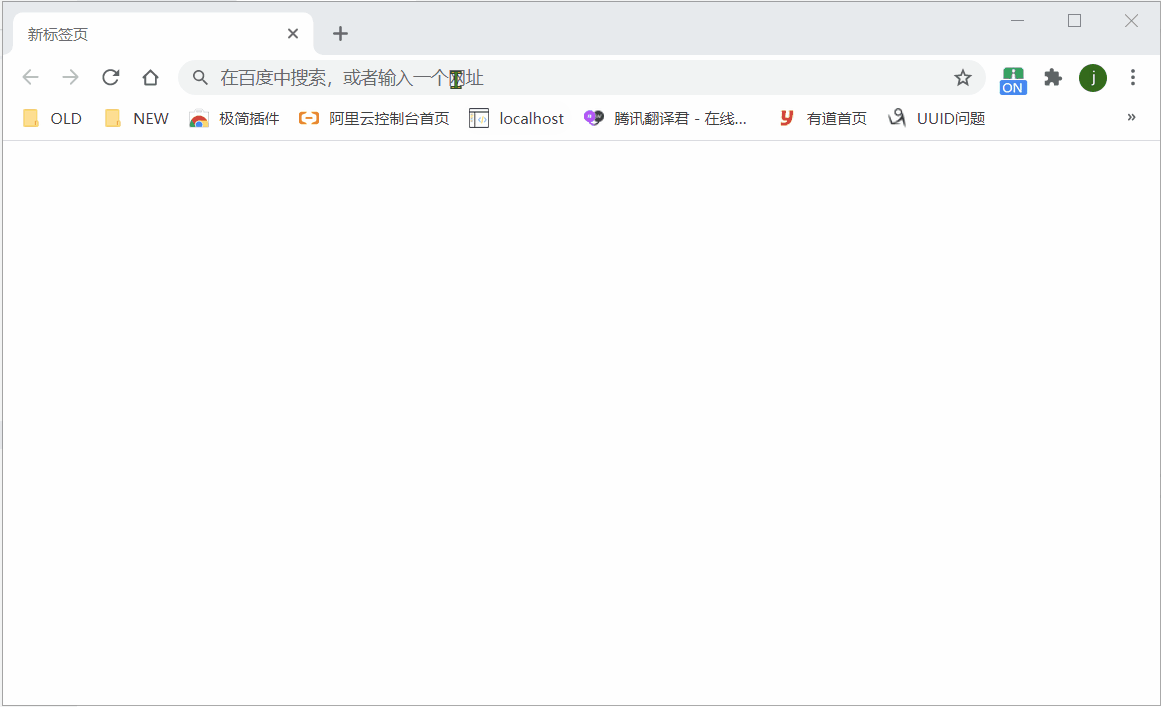 新标签页
在百度中搜索，或者输入一个网址
ON
j
OLD NEW 极简插件 阿里云控制台首页 localhost 腾讯翻译君 - 在线... 有道首页 UUID问题 »